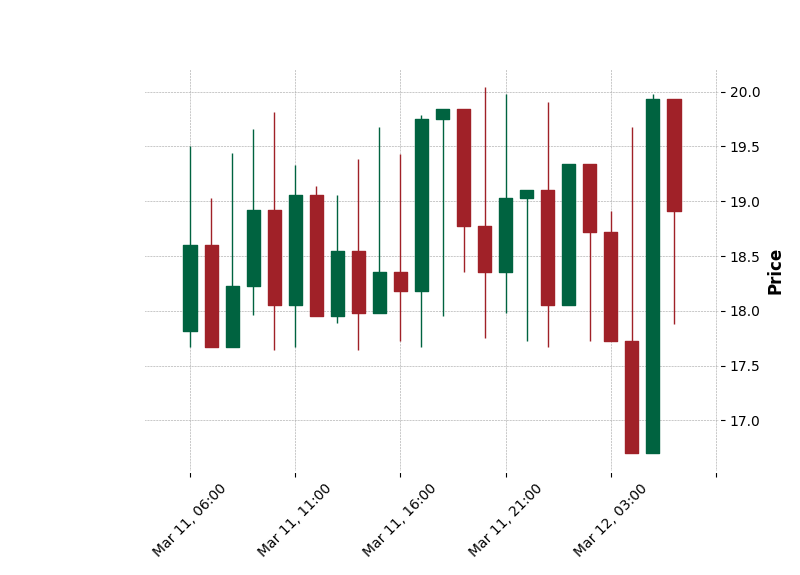 20.0
19.5
19.0
18.5
18.0
17.5
17.0
Price
Mar 11, 06:00
Mar 11, 11:00
Mar 11, 16:00
Mar 11, 21:00
Mar 12, 03:00